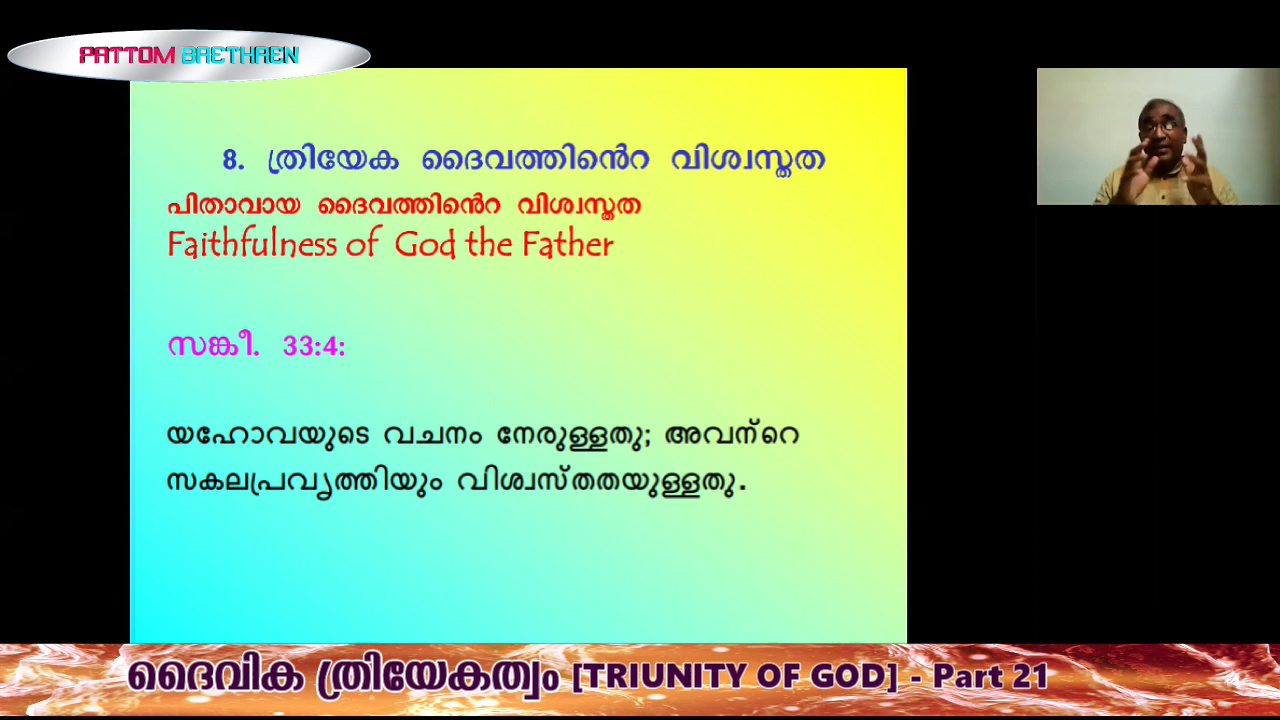 PATTOM BRETHREN
8. ത്രിയേക ദൈവത്തിൻെറ വിശ്വസ്തത
പിതാവായ ദൈവത്തിൻെറ വിശ്വസ്തത
Faithfulness of God the Father
സങ്കീ. 33:4:
യഹോവയുടെ വചനം നേരുള്ളതു; അവന്റെ
സകലപ്രവൃത്തിയും വിശ്വസ്തതയുള്ളതു.
ദൈവിക ത്രിയേകത്വം [TRIUNITY OF GOD] - Part 21